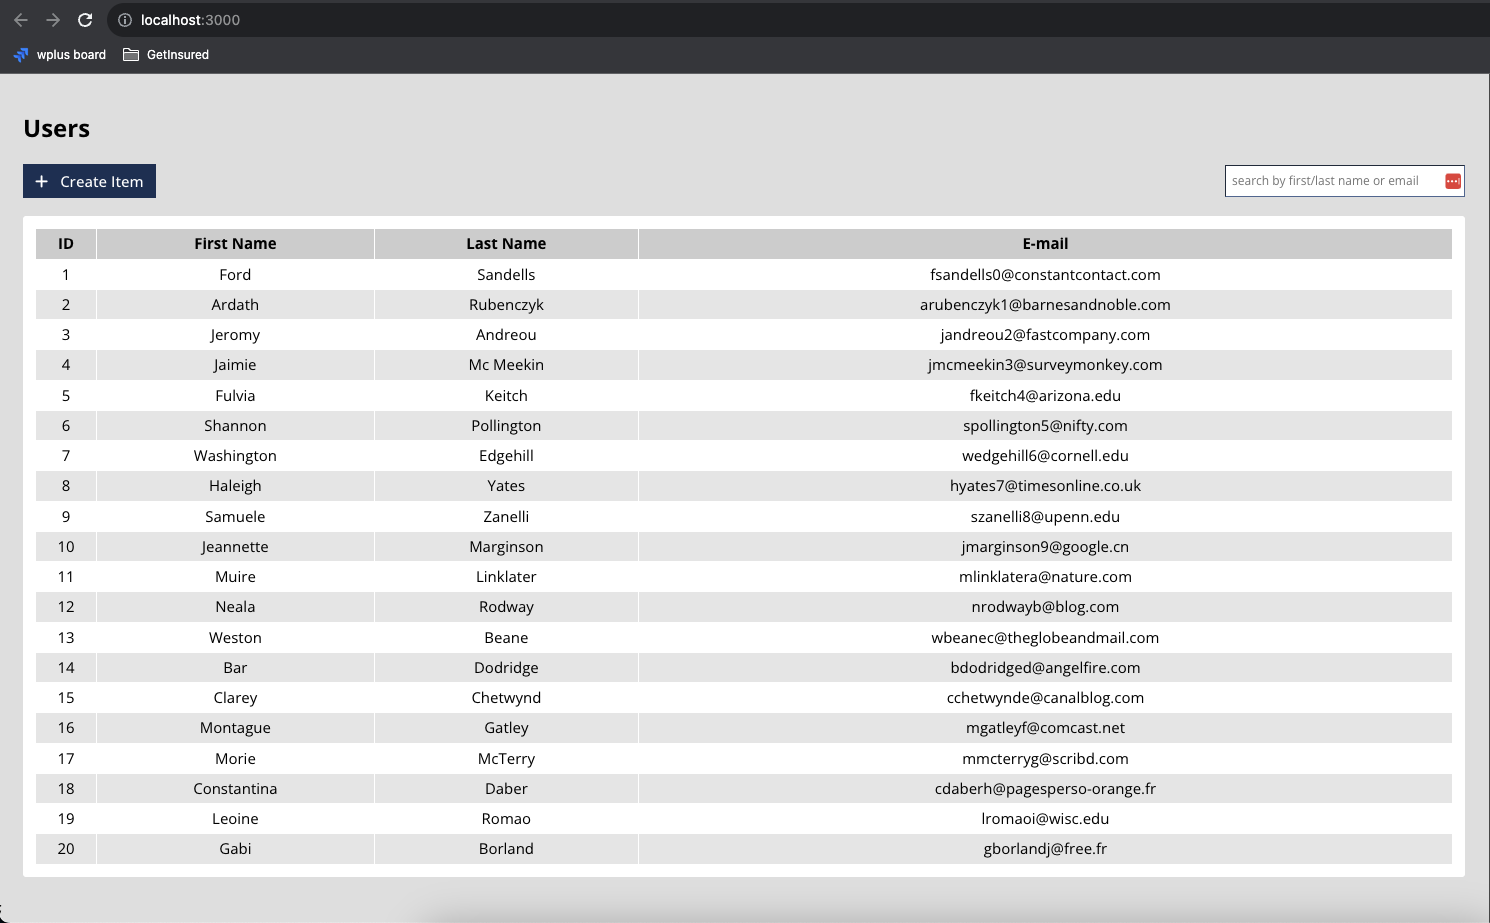 localhost:3000
wplus board GetInsured
Users
+ Create Item search by first/last name or email
ID First Name Last Name E-mail
1 Ford Sandells fsandells0@constantcontact.com
2 Ardath Rubenczyk arubenczyk1@barnesandnoble.com
3 Jeromy Andreou jandreou2@fastcompany.com
4 Jaimie Mc Meekin jmcmeekin3@surveymonkey.com
5 Fulvia Keitch fkeitch4@arizona.edu
6 Shannon Pollington spollington5@nifty.com
7 Washington Edgehill wedgehill6@cornell.edu
8 Haleigh Yates hyates7@timesonline.co.uk
9 Samuele Zanelli szanelli8@upenn.edu
10 Jeannette Marginson jmarginson9@google.cn
11 Muire Linklater mlinklatera@nature.com
12 Neala Rodway nrodwayb@blog.com
13 Weston Beane wbeanec@theglobeandmail.com
14 Bar Dodridge bdodridged@angelfire.com
15 Clarey Chetwynd cchetwynde@canalblog.com
16 Montague Gatley mgatleyf@comcast.net
17 Morie McTerry mmcterryg@scribd.com
18 Constantina Daber cdaberh@pagesperso-orange.fr
19 Leoine Romao lromaoi@wisc.edu
20 Gabi Borland gborlandj@free.fr